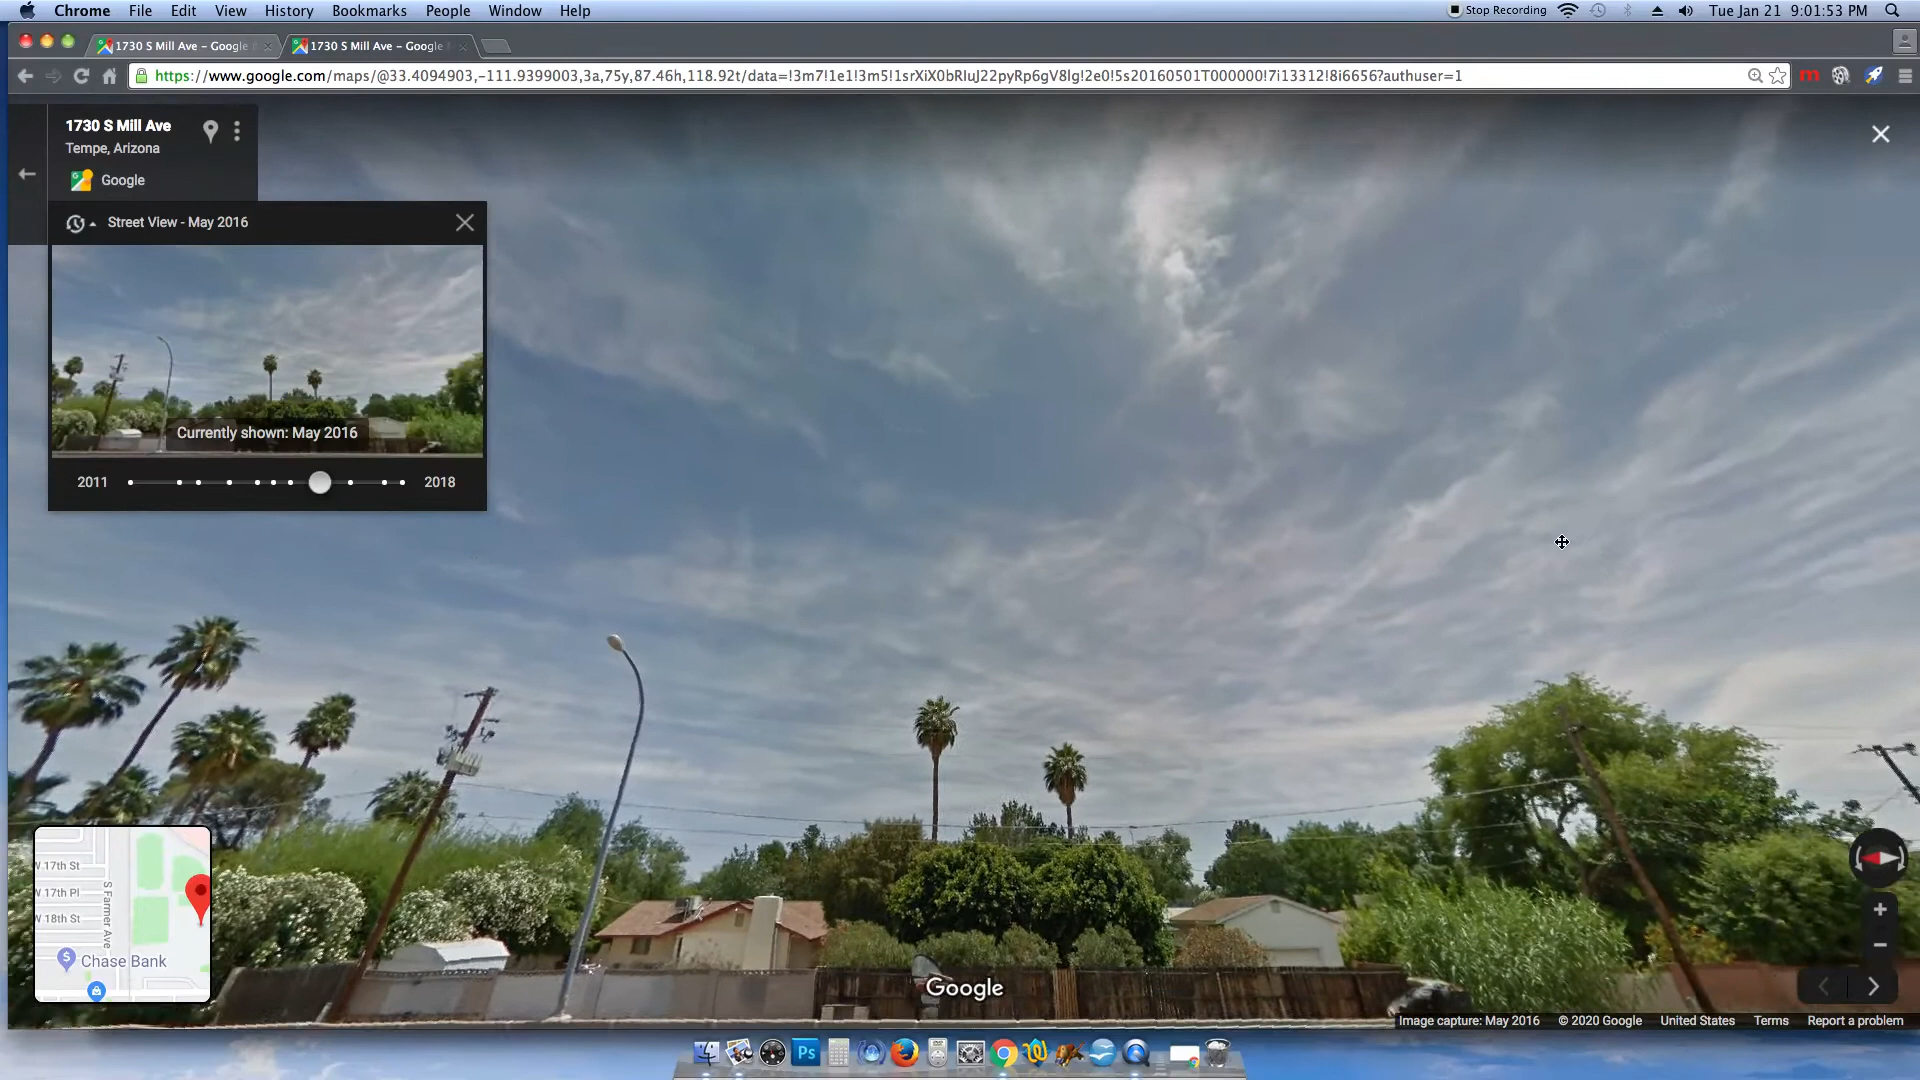 Chrome File Edit View History Bookmarks People Window Help
Stop Recording Tue Jan 21 9:01:53 PM
1730 S Mill Ave – Google
1730 S Mill Ave – Google
https://www.google.com/maps/@33.4094903,-111.9399003,3a,75y,87.46h,118.92t/data=!3m7!1e1!3m5!1srXiX0bRluJ22pyRp6gV8lg!2e0!5s20160501T000000!7i13312!8i6656?authuser=1
m
1730 S Mill Ave
Tempe, Arizona
Google
Street View - May 2016
Currently shown: May 2016
2011 2018
W 17th St
W 17th Pl
W 18th St
S Farmer Ave
Chase Bank
Google
Image capture: May 2016 © 2020 Google United States Terms Report a problem
Ps